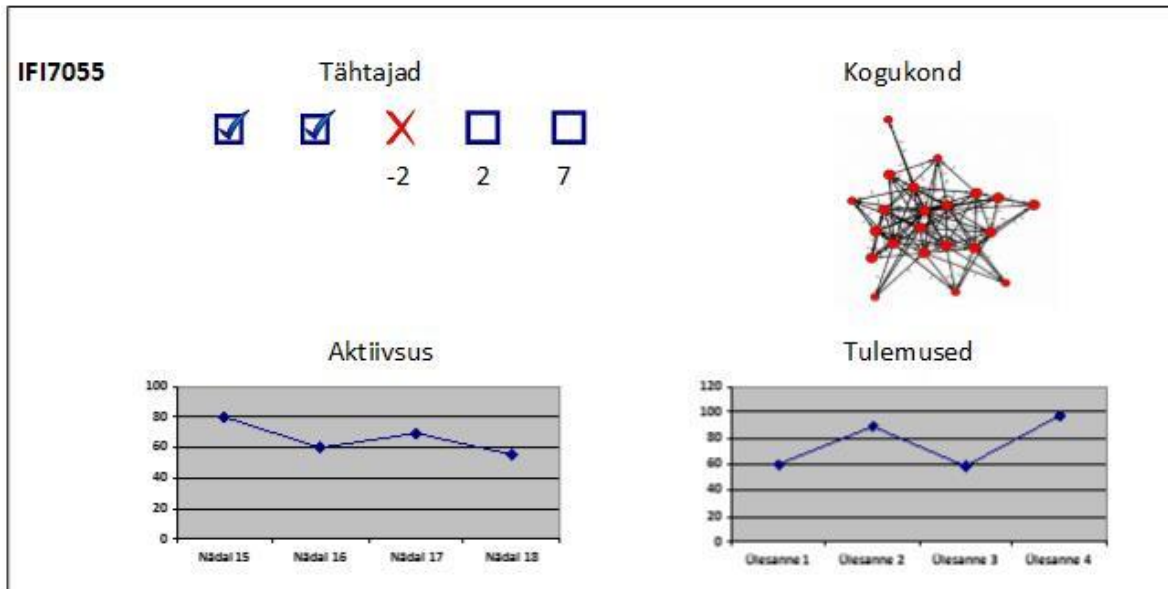 IFI7055
Tähtajad
-2 2 7
Kogukond
Aktiivsus
100
80
60
40
20
0
Nädal 15 Nädal 16 Nädal 17 Nädal 18
Tulemused
120
100
80
60
40
20
0
Ülesanne 1 Ülesanne 2 Ülesanne 3 Ülesanne 4